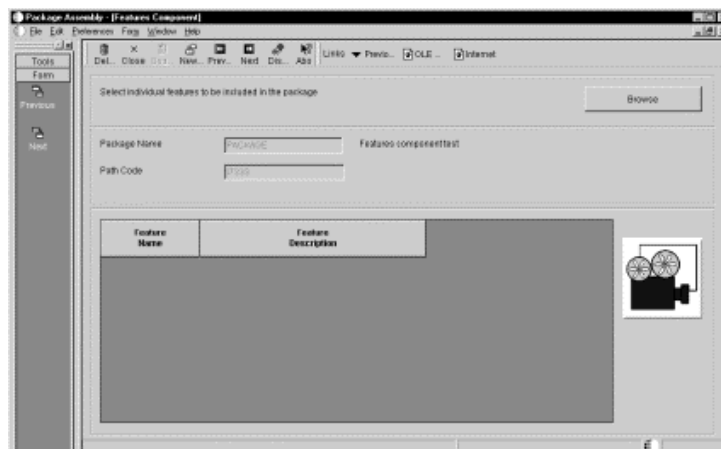 Package Assembly - [Features Component]
File Edit Preferences Form Window Help
Del... Close New... Prev... Next Dis... Abo Links Previo... OLE ... Internet
Tools
Form
Previous
Next
Select individual features to be included in the package
Browse
Package Name PACKAGE Features component test
Path Code
Feature Name
Feature Description